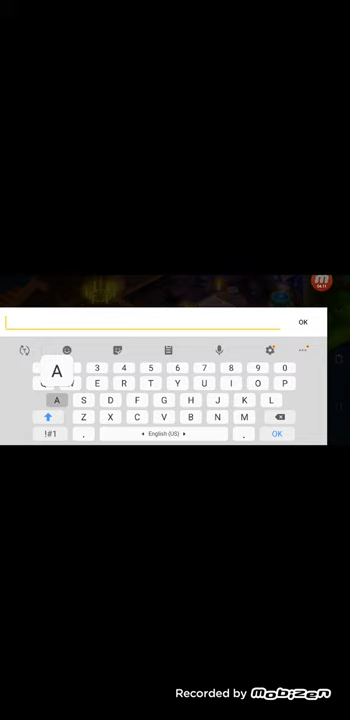 OK
A
3 4 5 6 7 8 9 0
E R T Y U I O P
A S D F G H J K L
Z X C V B N M
!#1 , English (US) . OK
Recorded by Mobizen